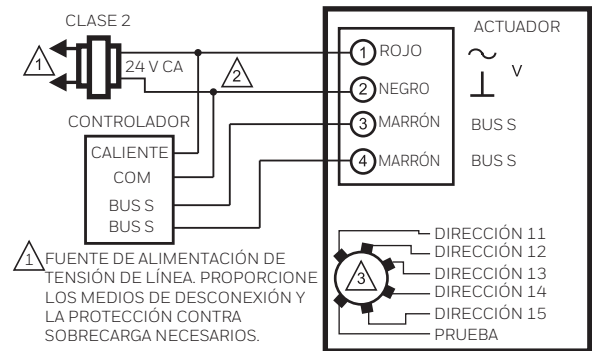 CLASE 2
1
24 V CA
2
CONTROLADOR
CALIENTE
COM
BUS S
BUS S
ACTUADOR
1 ROJO
V
2 NEGRO
3 MARRÓN BUS S
4 MARRÓN BUS S
3
DIRECCIÓN 11
DIRECCIÓN 12
DIRECCIÓN 13
DIRECCIÓN 14
DIRECCIÓN 15
PRUEBA
1 FUENTE DE ALIMENTACIÓN DE
TENSIÓN DE LÍNEA. PROPORCIONE
LOS MEDIOS DE DESCONEXIÓN Y
LA PROTECCIÓN CONTRA
SOBRECARGA NECESARIOS.